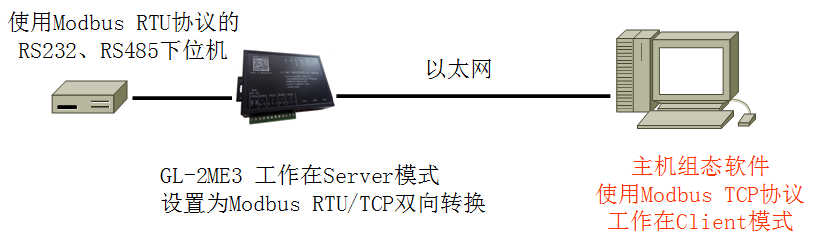 使用Modbus RTU协议的
RS232、RS485下位机
以太网
GL-2ME3 工作在Server模式
设置为Modbus RTU/TCP双向转换
主机组态软件
使用Modbus TCP协议
工作在Client模式